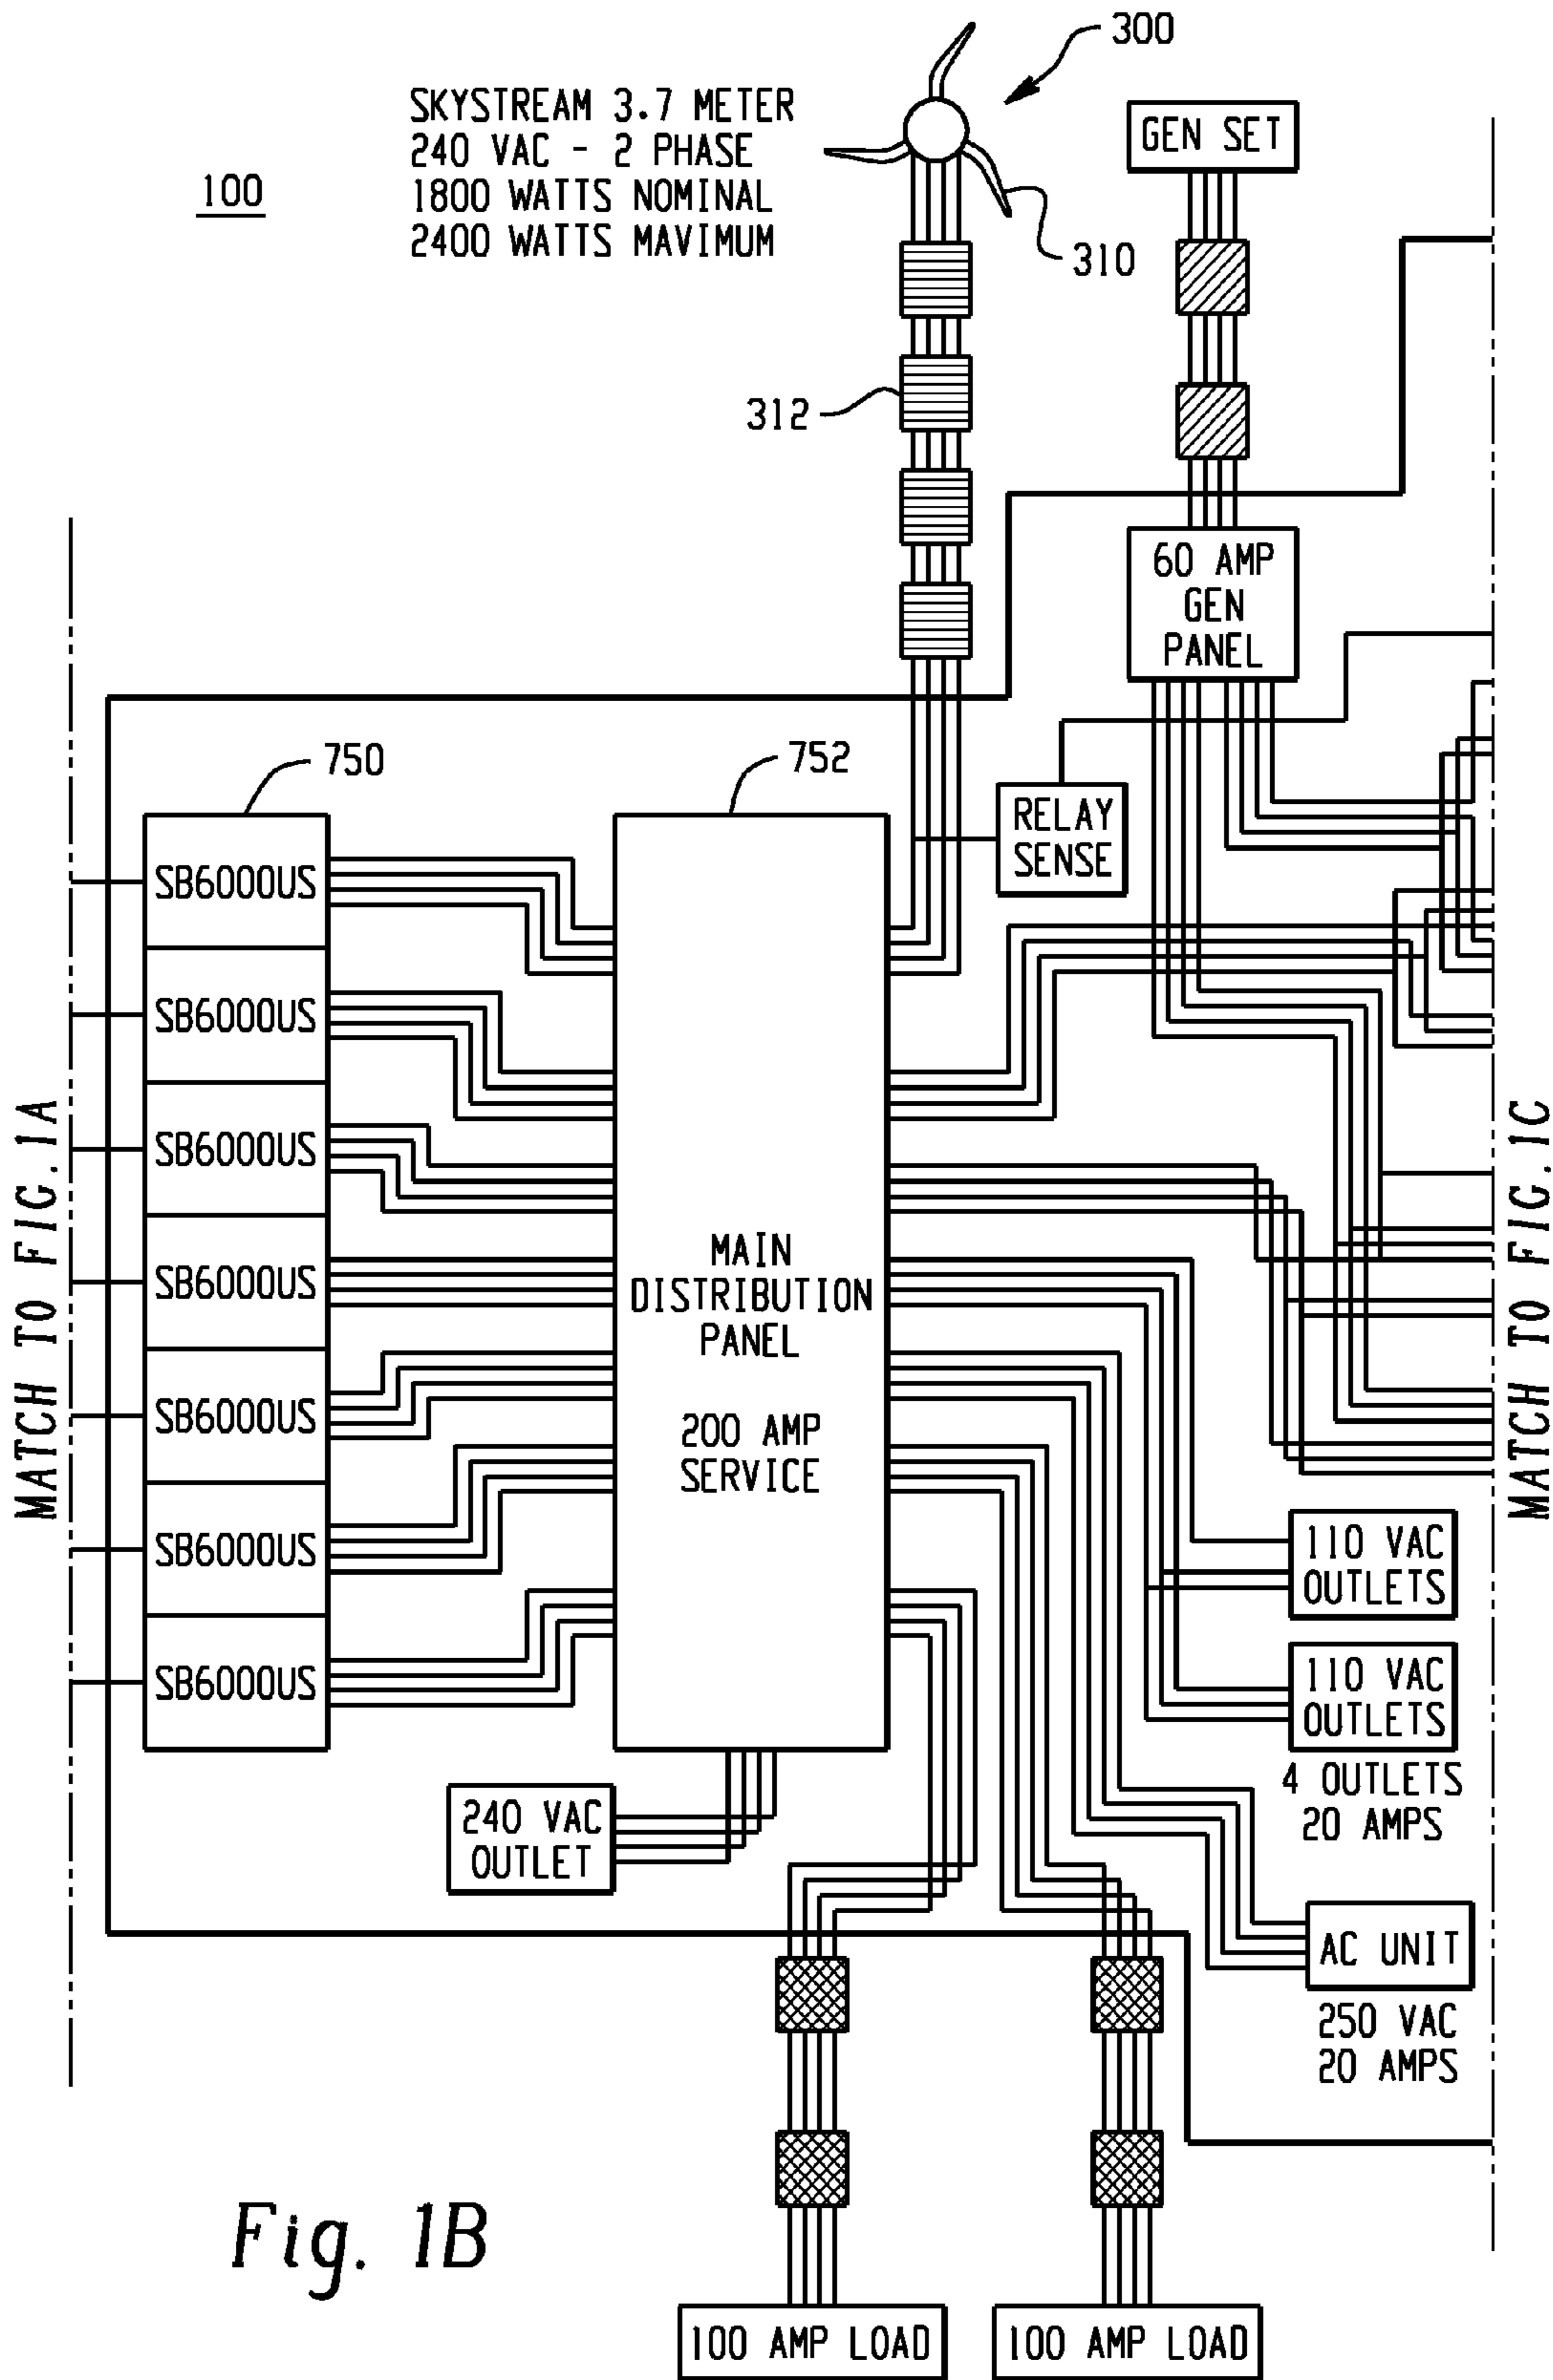 300
SKYSTREAM 3.7 METER
240 VAC - 2 PHASE
1800 WATTS NOMINAL
2400 WATTS MAVIMUM
100
GEN SET
310
312
60 AMP
GEN
PANEL
750
752
RELAY
SENSE
SB6000US
SB6000US
SB6000US
SB6000US
SB6000US
SB6000US
SB6000US
MATCH TO FIG.1A
MAIN
DISTRIBUTION
PANEL
200 AMP
SERVICE
MATCH TO FIG.1C
110 VAC
OUTLETS
110 VAC
OUTLETS
4 OUTLETS
20 AMPS
240 VAC
OUTLET
AC UNIT
250 VAC
20 AMPS
Fig. 1B
100 AMP LOAD
100 AMP LOAD